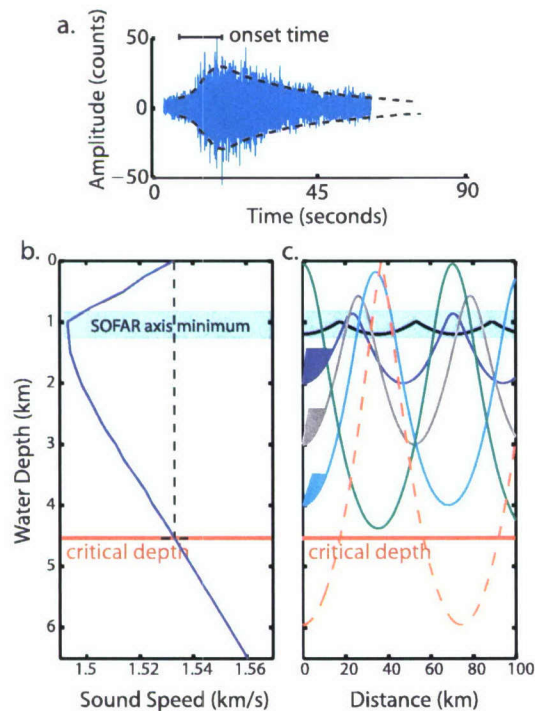 a.
50
onset time
Amplitude (counts)
0
−50
0
45
90
Time (seconds)
b.
c.
0
SOFAR axis minimum
1
2
3
4
5
6
Water Depth (km)
critical depth
critical depth
1.5
1.52
1.54
1.56
0
20
40
60
80
100
Sound Speed (km/s)
Distance (km)